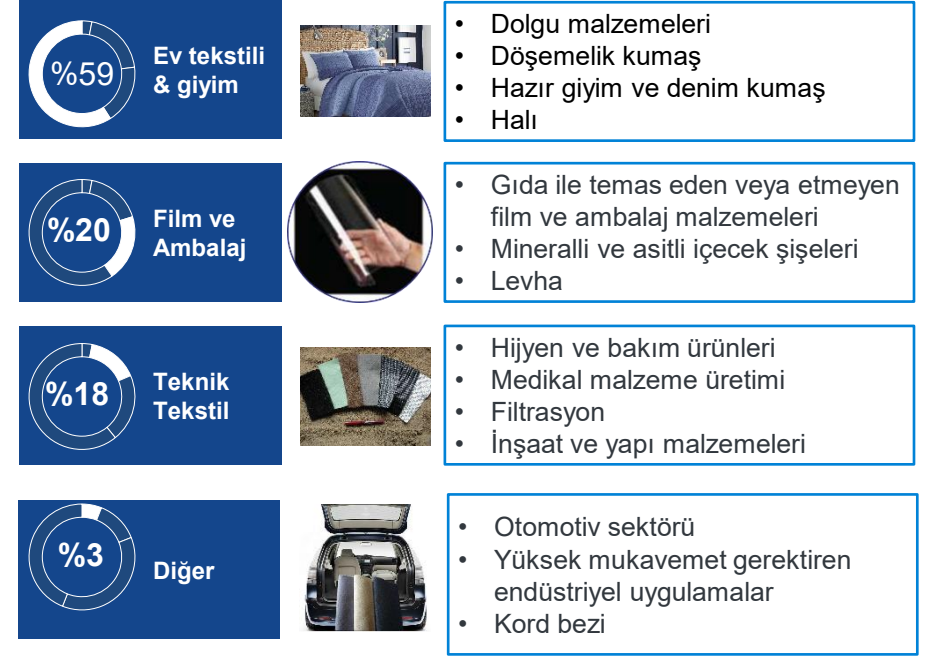 %59
Ev tekstili
& giyim
• Dolgu malzemeleri
• Döşemelik kumaş
• Hazır giyim ve denim kumaş
• Halı
%20
Film ve
Ambalaj
• Gıda ile temas eden veya etmeyen
film ve ambalaj malzemeleri
• Mineralli ve asitli içecek şişeleri
• Levha
%18
Teknik
Tekstil
• Hijyen ve bakım ürünleri
• Medikal malzeme üretimi
• Filtrasyon
• İnşaat ve yapı malzemeleri
%3
Diğer
• Otomotiv sektörü
• Yüksek mukavemet gerektiren
endüstriyel uygulamalar
• Kord bezi